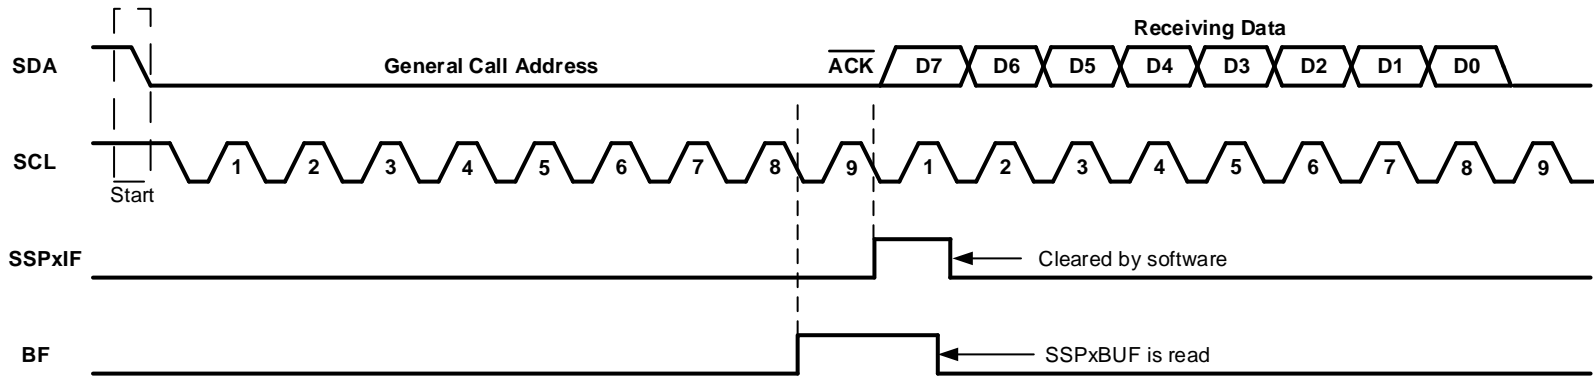 Receiving Data
SDA General Call Address ACK D7 D6 D5 D4 D3 D2 D1 D0
SCL 1 2 3 4 5 6 7 8 9 1 2 3 4 5 6 7 8 9
Start
SSPxIF Cleared by software
BF SSPxBUF is read